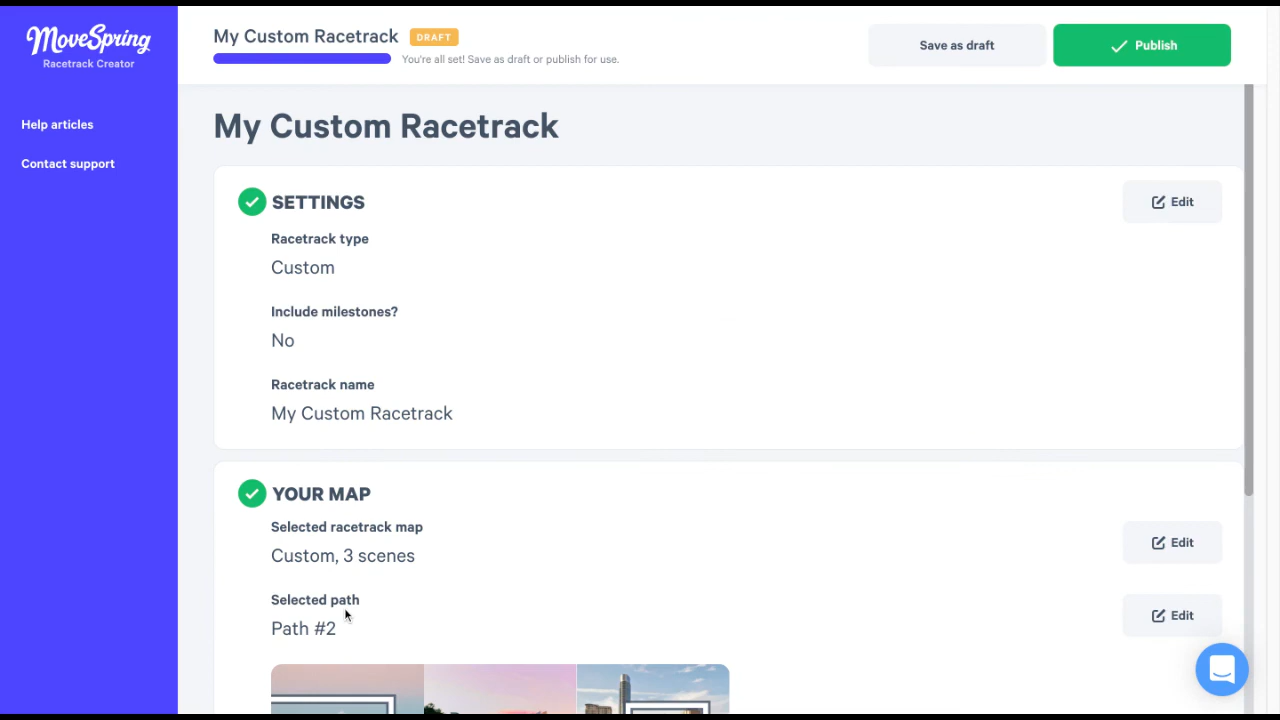 MoveSpring
Racetrack Creator
Help articles
Contact support
My Custom Racetrack DRAFT
You're all set! Save as draft or publish for use.
Save as draft
Publish
My Custom Racetrack
SETTINGS
Edit
Racetrack type
Custom
Include milestones?
No
Racetrack name
My Custom Racetrack
YOUR MAP
Selected racetrack map
Custom, 3 scenes
Edit
Selected path
Path #2
Edit